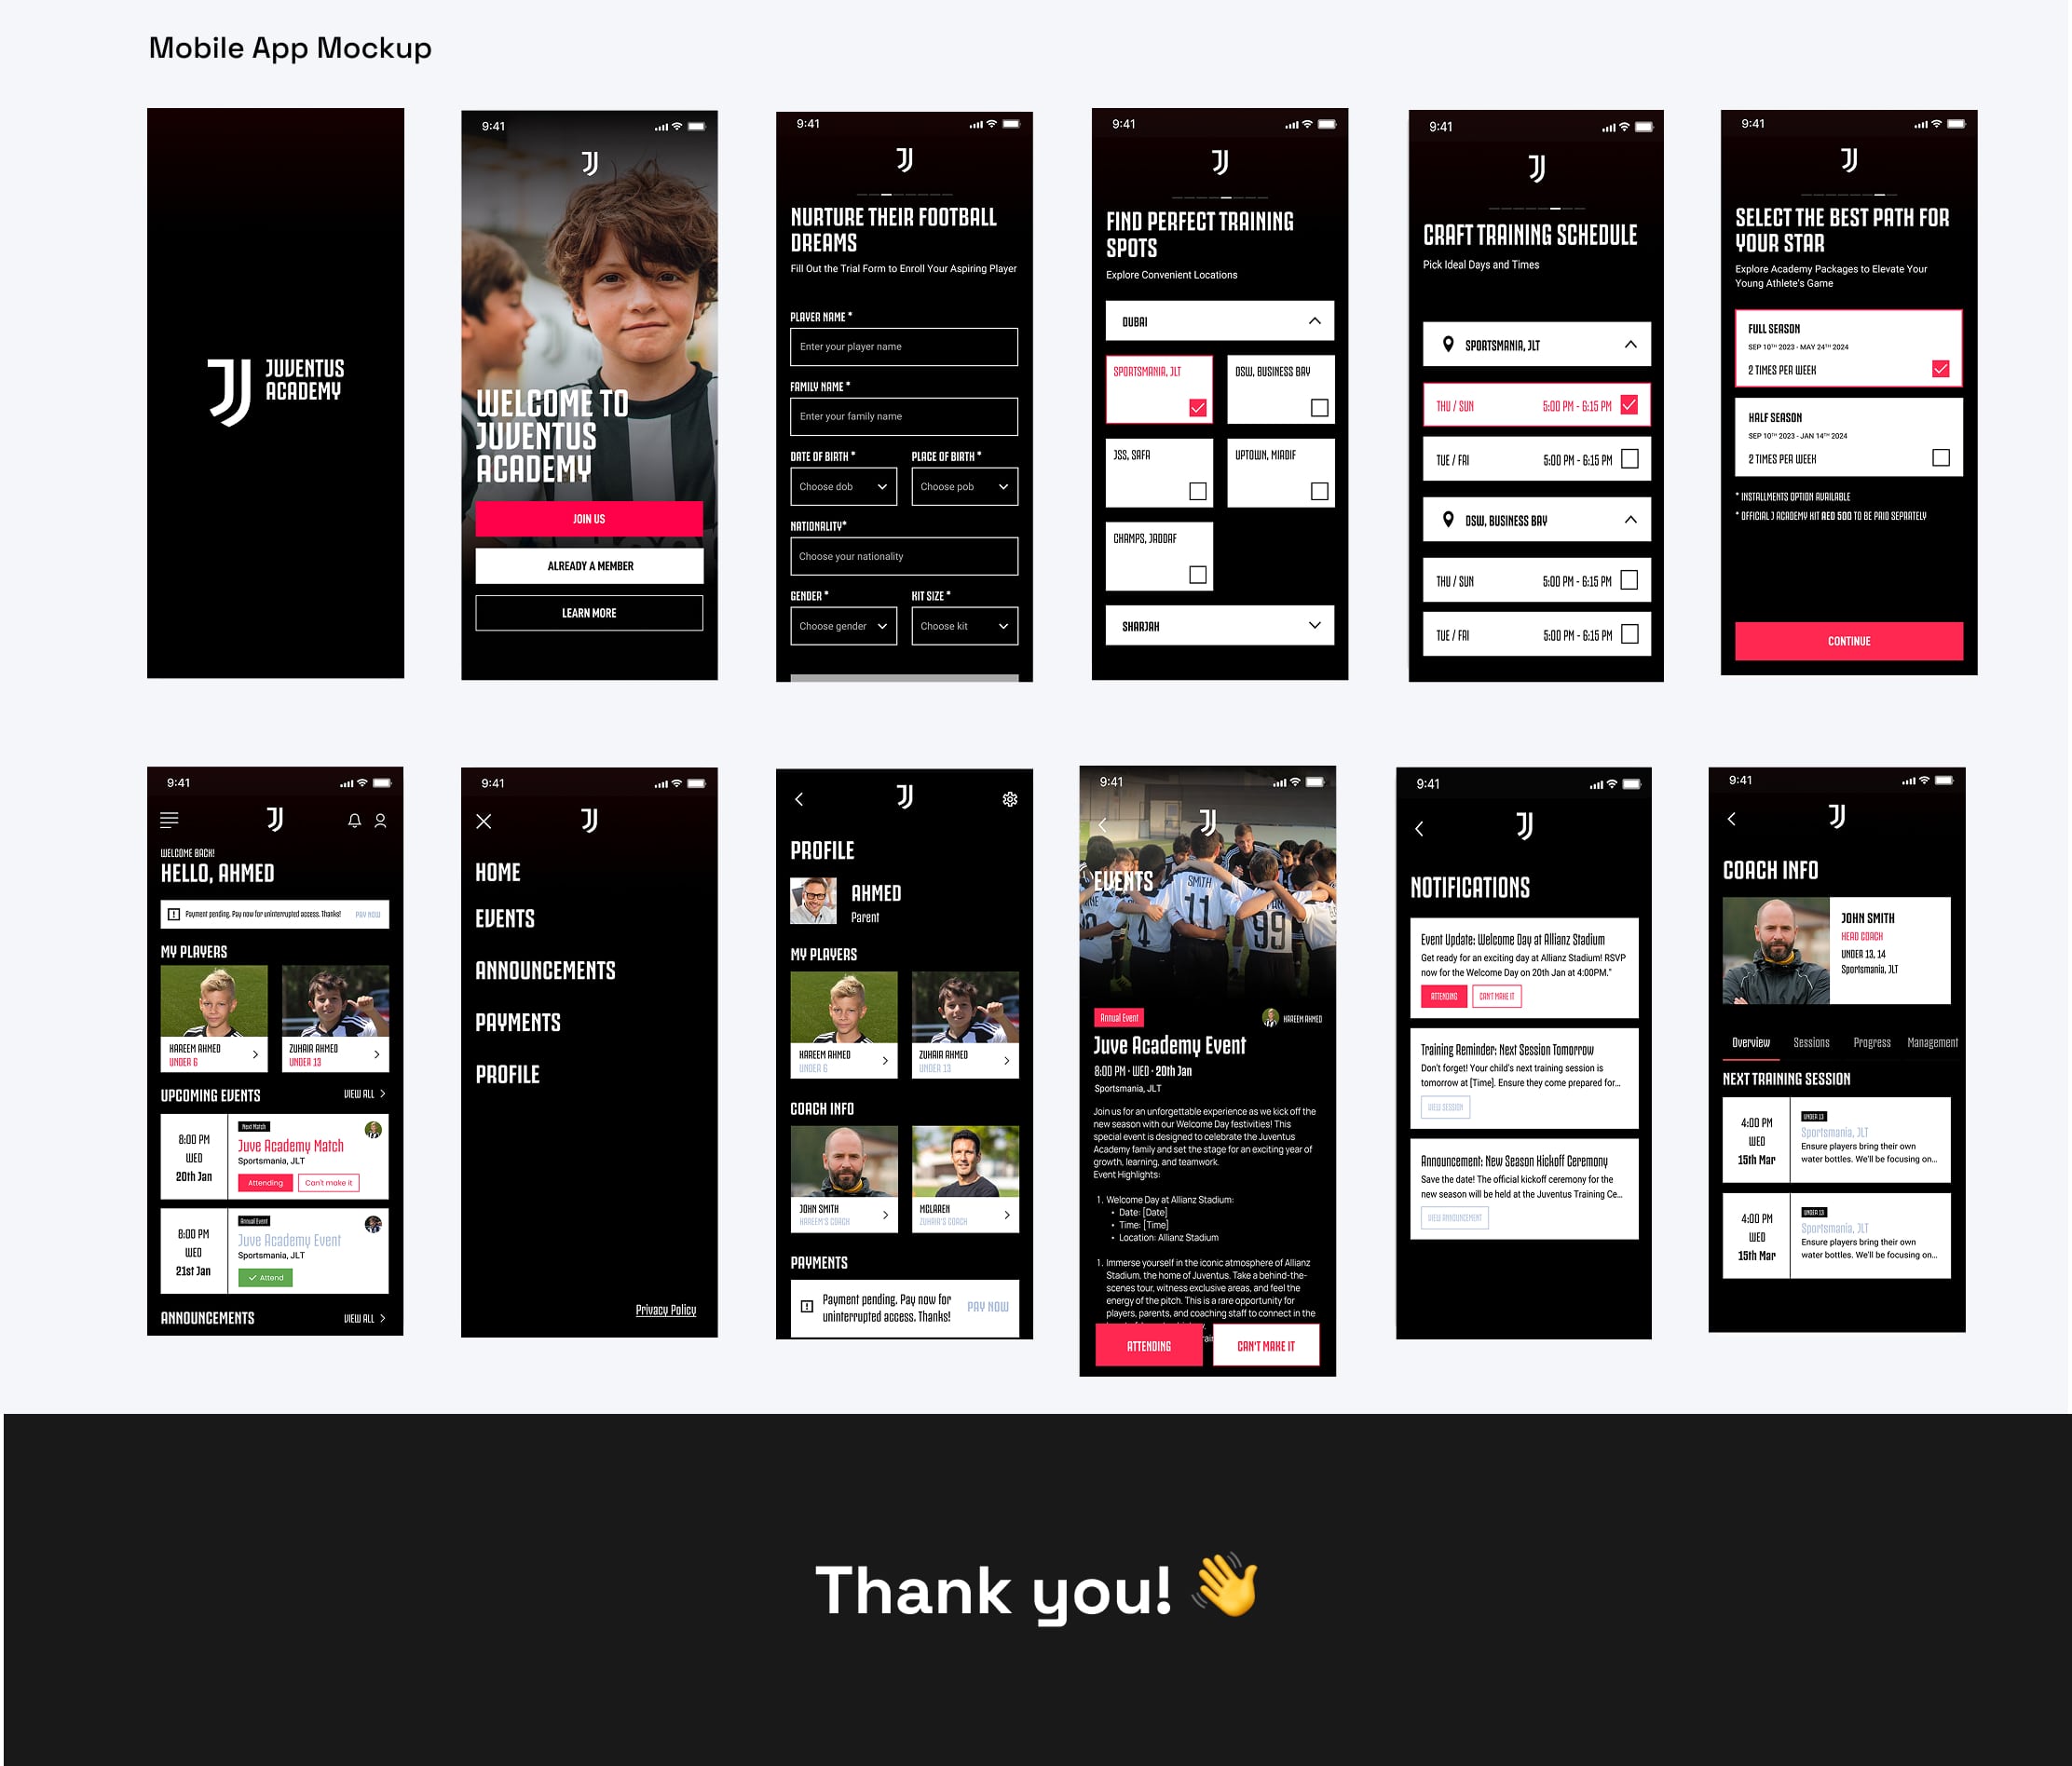 Mobile App Mockup
JUVENTUS
ACADEMY
9:41
WELCOME TO
JUVENTUS
ACADEMY
JOIN US
ALREADY A MEMBER
LEARN MORE
9:41
NURTURE THEIR FOOTBALL
DREAMS
Fill Out the Trial Form to Enroll Your Aspiring Player
PLAYER NAME *
Enter your player name
FAMILY NAME *
Enter your family name
DATE OF BIRTH * PLACE OF BIRTH *
Choose dob Choose pob
NATIONALITY*
Choose your nationality
GENDER * KIT SIZE *
Choose gender Choose kit
9:41
FIND PERFECT TRAINING
SPOTS
Explore Convenient Locations
DUBAI
SPORTSMANIA, JLT DSW, BUSINESS BAY
JSS, SAFA UPTOWN, MIRDIF
CHAMPS, JADDAF
SHARJAH
9:41
CRAFT TRAINING SCHEDULE
Pick Ideal Days and Times
SPORTSMANIA, JLT
THU / SUN 5:00 PM - 6:15 PM
TUE / FRI 5:00 PM - 6:15 PM
DSW, BUSINESS BAY
THU / SUN 5:00 PM - 6:15 PM
TUE / FRI 5:00 PM - 6:15 PM
9:41
SELECT THE BEST PATH FOR
YOUR STAR
Explore Academy Packages to Elevate Your
Young Athlete's Game
FULL SEASON
SEP 10TH 2023 - MAY 24TH 2024
2 TIMES PER WEEK
HALF SEASON
SEP 10TH 2023 - JAN 14TH 2024
2 TIMES PER WEEK
* INSTALLMENTS OPTION AVAILABLE
* OFFICIAL J ACADEMY KIT AED 500 TO BE PAID SEPARTELY
CONTINUE
9:41
WELCOME BACK!
HELLO, AHMED
Payment pending. Pay now for uninterrupted access. Thanks! PAY NOW
MY PLAYERS
KAREEM AHMED ZUHAIR AHMED
UNDER 6 UNDER 13
UPCOMING EVENTS VIEW ALL
Next Match
8:00 PM
Juve Academy Match
WED
Sportsmania, JLT
20th Jan
Attending Can't make it
Annual Event
8:00 PM
Juve Academy Event
WED
Sportsmania, JLT
21st Jan
Attend
ANNOUNCEMENTS VIEW ALL
9:41
HOME
EVENTS
ANNOUNCEMENTS
PAYMENTS
PROFILE
Privacy Policy
PROFILE
AHMED
Parent
MY PLAYERS
KAREEM AHMED ZUHAIR AHMED
UNDER 6 UNDER 13
COACH INFO
JOHN SMITH MCLAREN
KAREEM'S COACH ZUHAIR'S COACH
PAYMENTS
Payment pending. Pay now for
uninterrupted access. Thanks!
PAY NOW
9:41
EVENTS
SMITH
11
99
Annual Event KAREEM AHMED
Juve Academy Event
8:00 PM · WED · 20th Jan
Sportsmania, JLT
Join us for an unforgettable experience as we kick off the
new season with our Welcome Day festivities! This
special event is designed to celebrate the Juventus
Academy family and set the stage for an exciting year of
growth, learning, and teamwork.
Event Highlights:
1. Welcome Day at Allianz Stadium:
• Date: [Date]
• Time: [Time]
• Location: Allianz Stadium
1. Immerse yourself in the iconic atmosphere of Allianz
Stadium, the home of Juventus. Take a behind-the-
scenes tour, witness exclusive areas, and feel the
energy of the pitch. This is a rare opportunity for
players, parents, and coaching staff to connect in the
ATTENDING CAN'T MAKE IT
9:41
NOTIFICATIONS
Event Update: Welcome Day at Allianz Stadium
Get ready for an exciting day at Allianz Stadium! RSVP
now for the Welcome Day on 20th Jan at 4:00PM."
ATTENDING CAN'T MAKE IT
Training Reminder: Next Session Tomorrow
Don't forget! Your child's next training session is
tomorrow at [Time]. Ensure they come prepared for...
VIEW SESSION
Announcement: New Season Kickoff Ceremony
Save the date! The official kickoff ceremony for the
new season will be held at the Juventus Training Ce...
VIEW ANNOUNCEMENT
9:41
COACH INFO
JOHN SMITH
HEAD COACH
UNDER 13, 14
Sportsmania, JLT
Overview Sessions Progress Management
NEXT TRAINING SESSION
UNDER 13
4:00 PM
Sportsmania, JLT
WED
Ensure players bring their own
15th Mar
water bottles. We'll be focusing on...
UNDER 13
4:00 PM
Sportsmania, JLT
WED
Ensure players bring their own
15th Mar
water bottles. We'll be focusing on...
Thank you! 👋